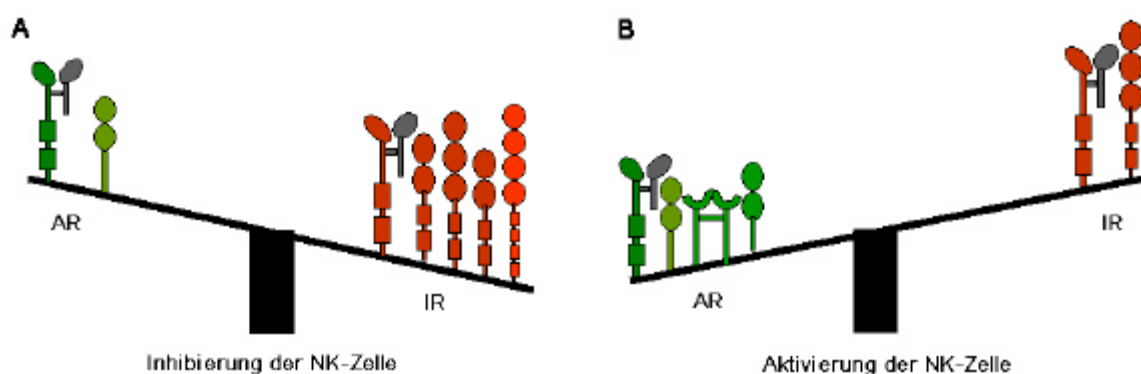 A
B
AR
IR
Inhibierung der NK-Zelle
IR
AR
Aktivierung der NK-Zelle